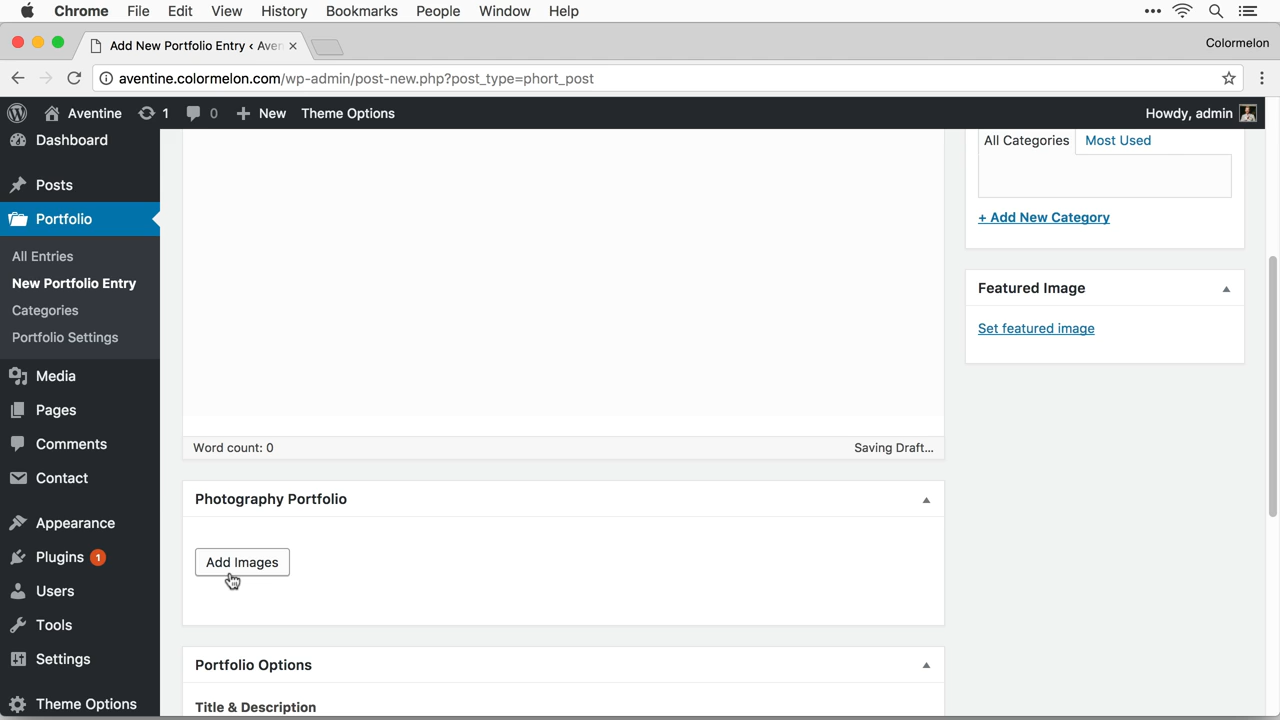 Chrome File Edit View History Bookmarks People Window Help
Add New Portfolio Entry ‹ Aven
Colormelon
aventine.colormelon.com/wp-admin/post-new.php?post_type=phort_post
Aventine 1 0 New Theme Options Howdy, admin
Dashboard
Posts
Portfolio
All Entries
New Portfolio Entry
Categories
Portfolio Settings
Media
Pages
Comments
Contact
Appearance
Plugins 1
Users
Tools
Settings
Theme Options
Word count: 0 Saving Draft...
Photography Portfolio
Add Images
Portfolio Options
Title & Description
All Categories Most Used
+ Add New Category
Featured Image
Set featured image